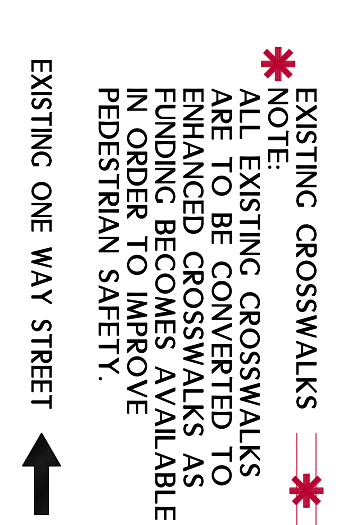 EXISTING CROSSWALKS
NOTE:
ALL EXISTING CROSSWALKS
ARE TO BE CONVERTED TO
ENHANCED CROSSWALKS AS
FUNDING BECOMES AVAILABLE
IN ORDER TO IMPROVE
PEDESTRIAN SAFETY.
EXISTING ONE WAY STREET